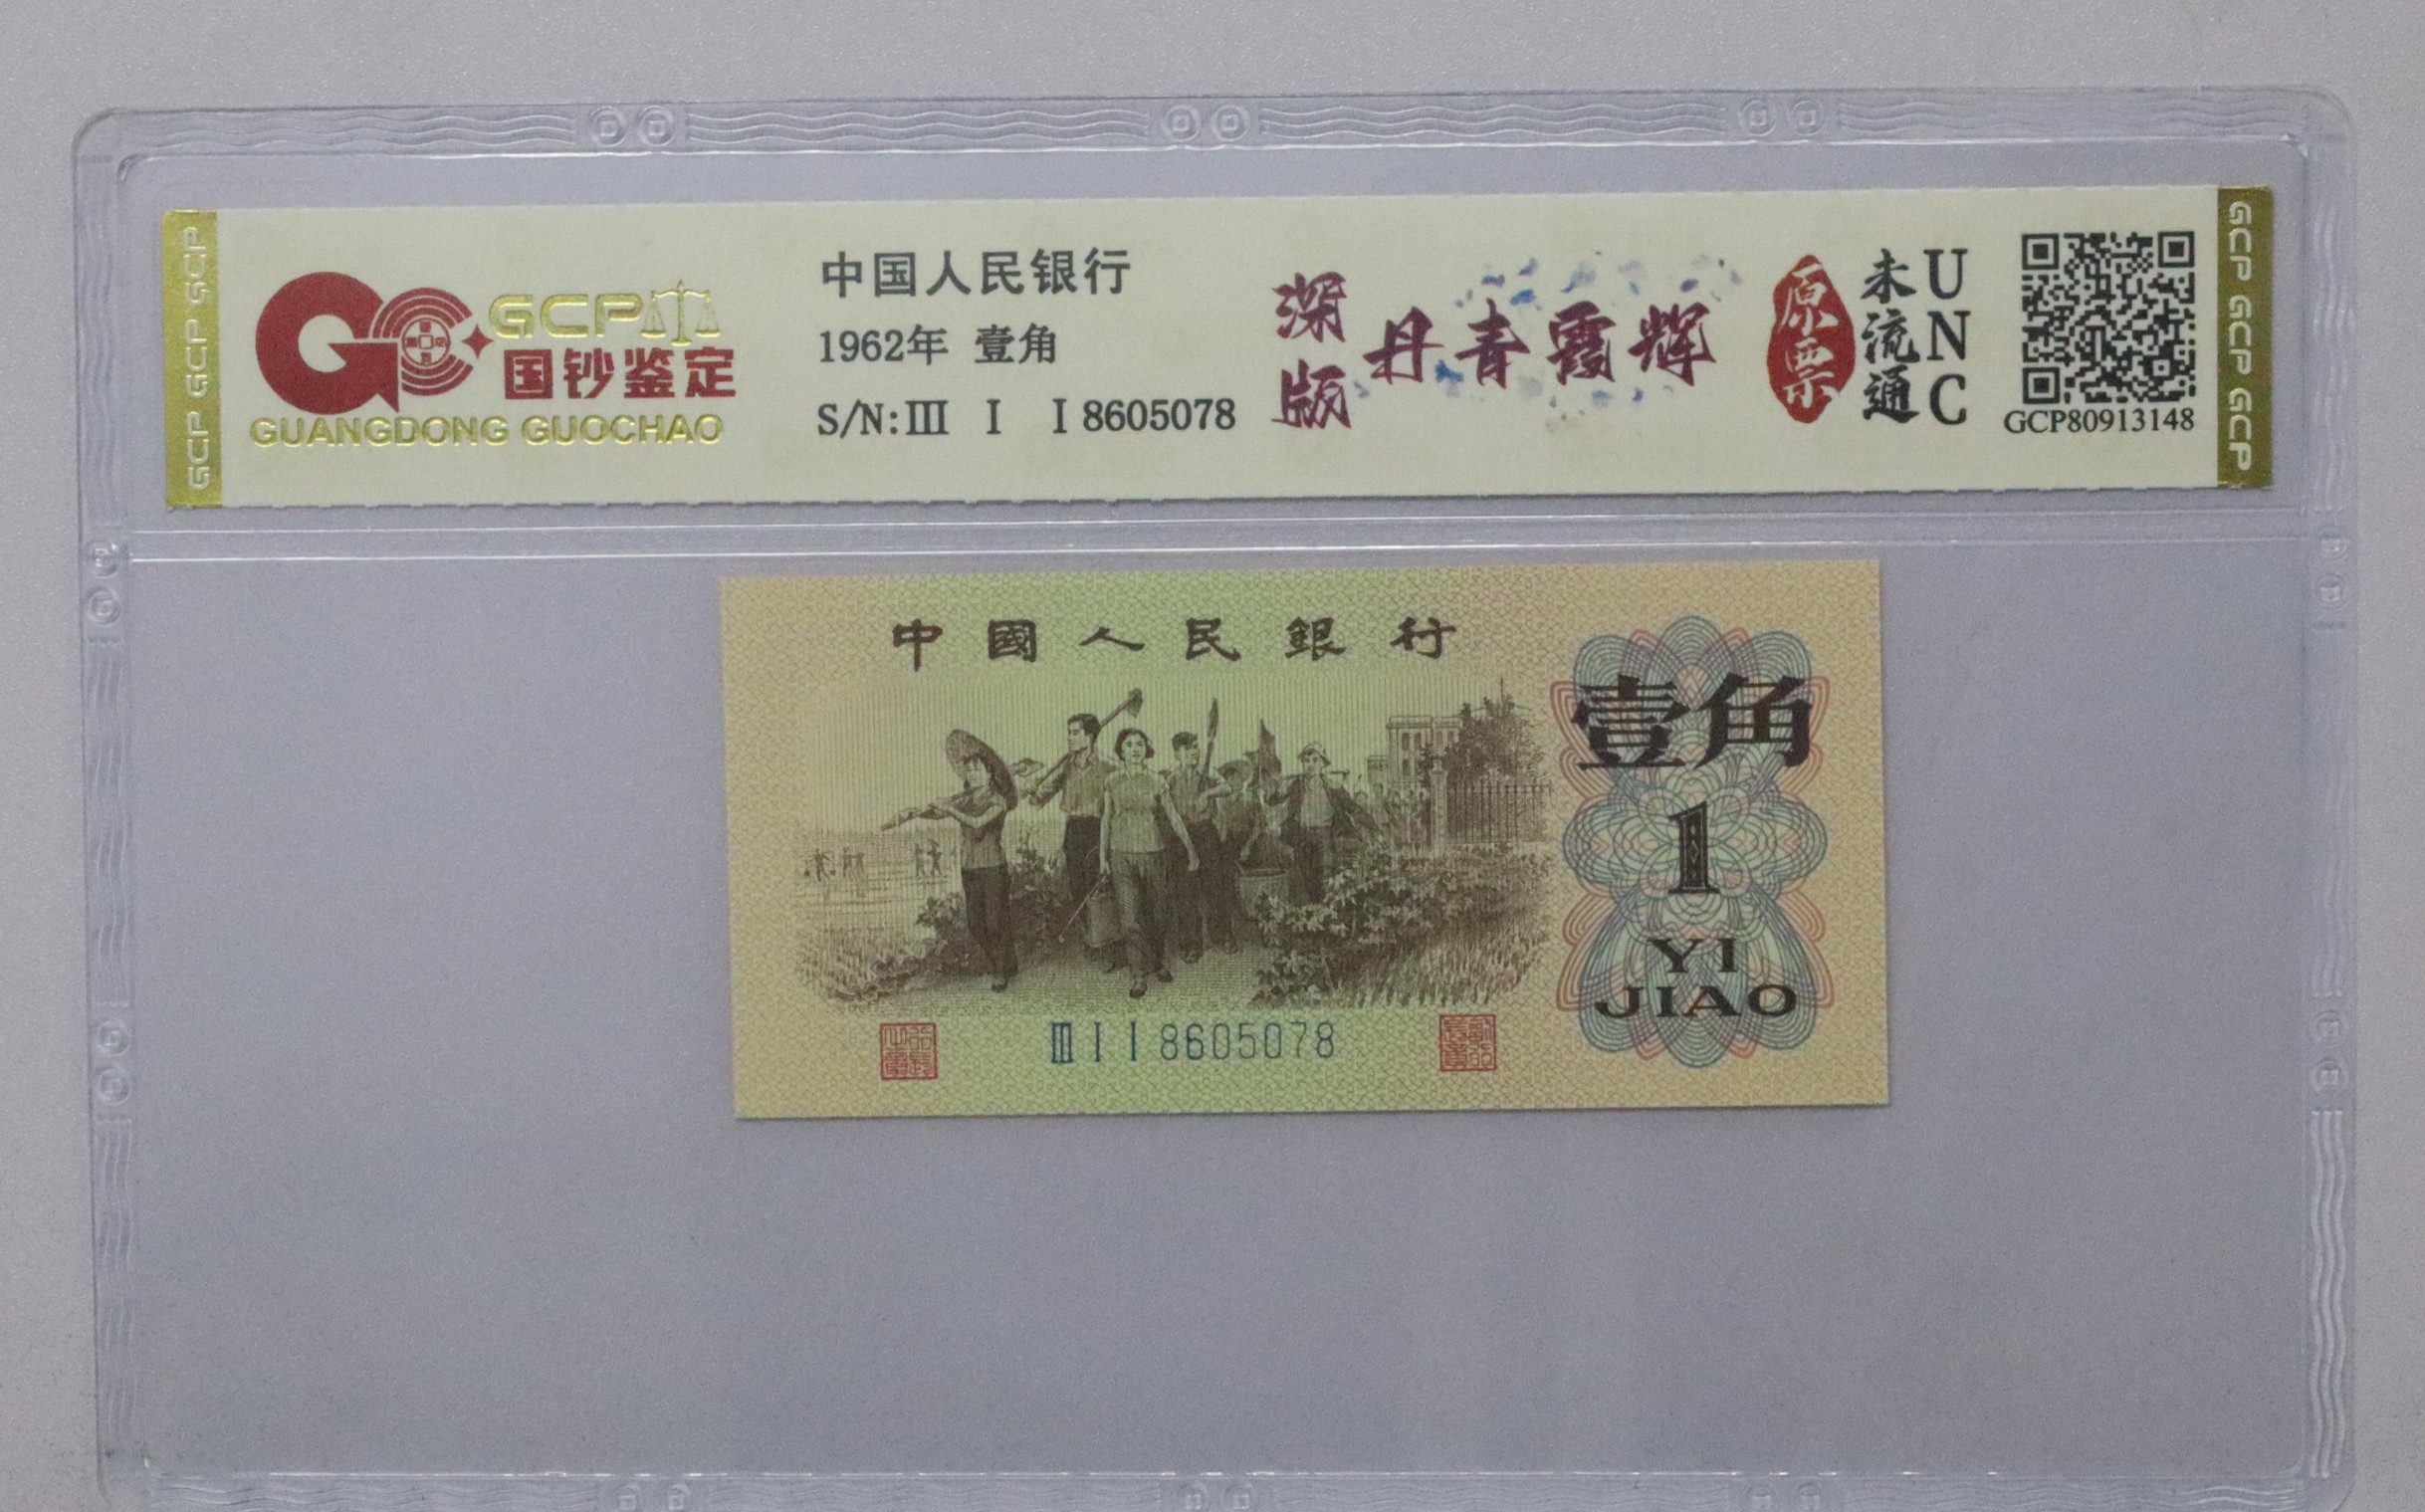 GCP GCP GCP
GCP
国钞鉴定
GUANGDONG GUOCHAO
中国人民银行
1962年 壹角
S/N:III I I 8605078
深版
丹青霞辉
原票
未流通
UNC
GCP80913148
GCP GCP GCP
中國人民銀行
壹角
1
YI
JIAO
III I I 8605078